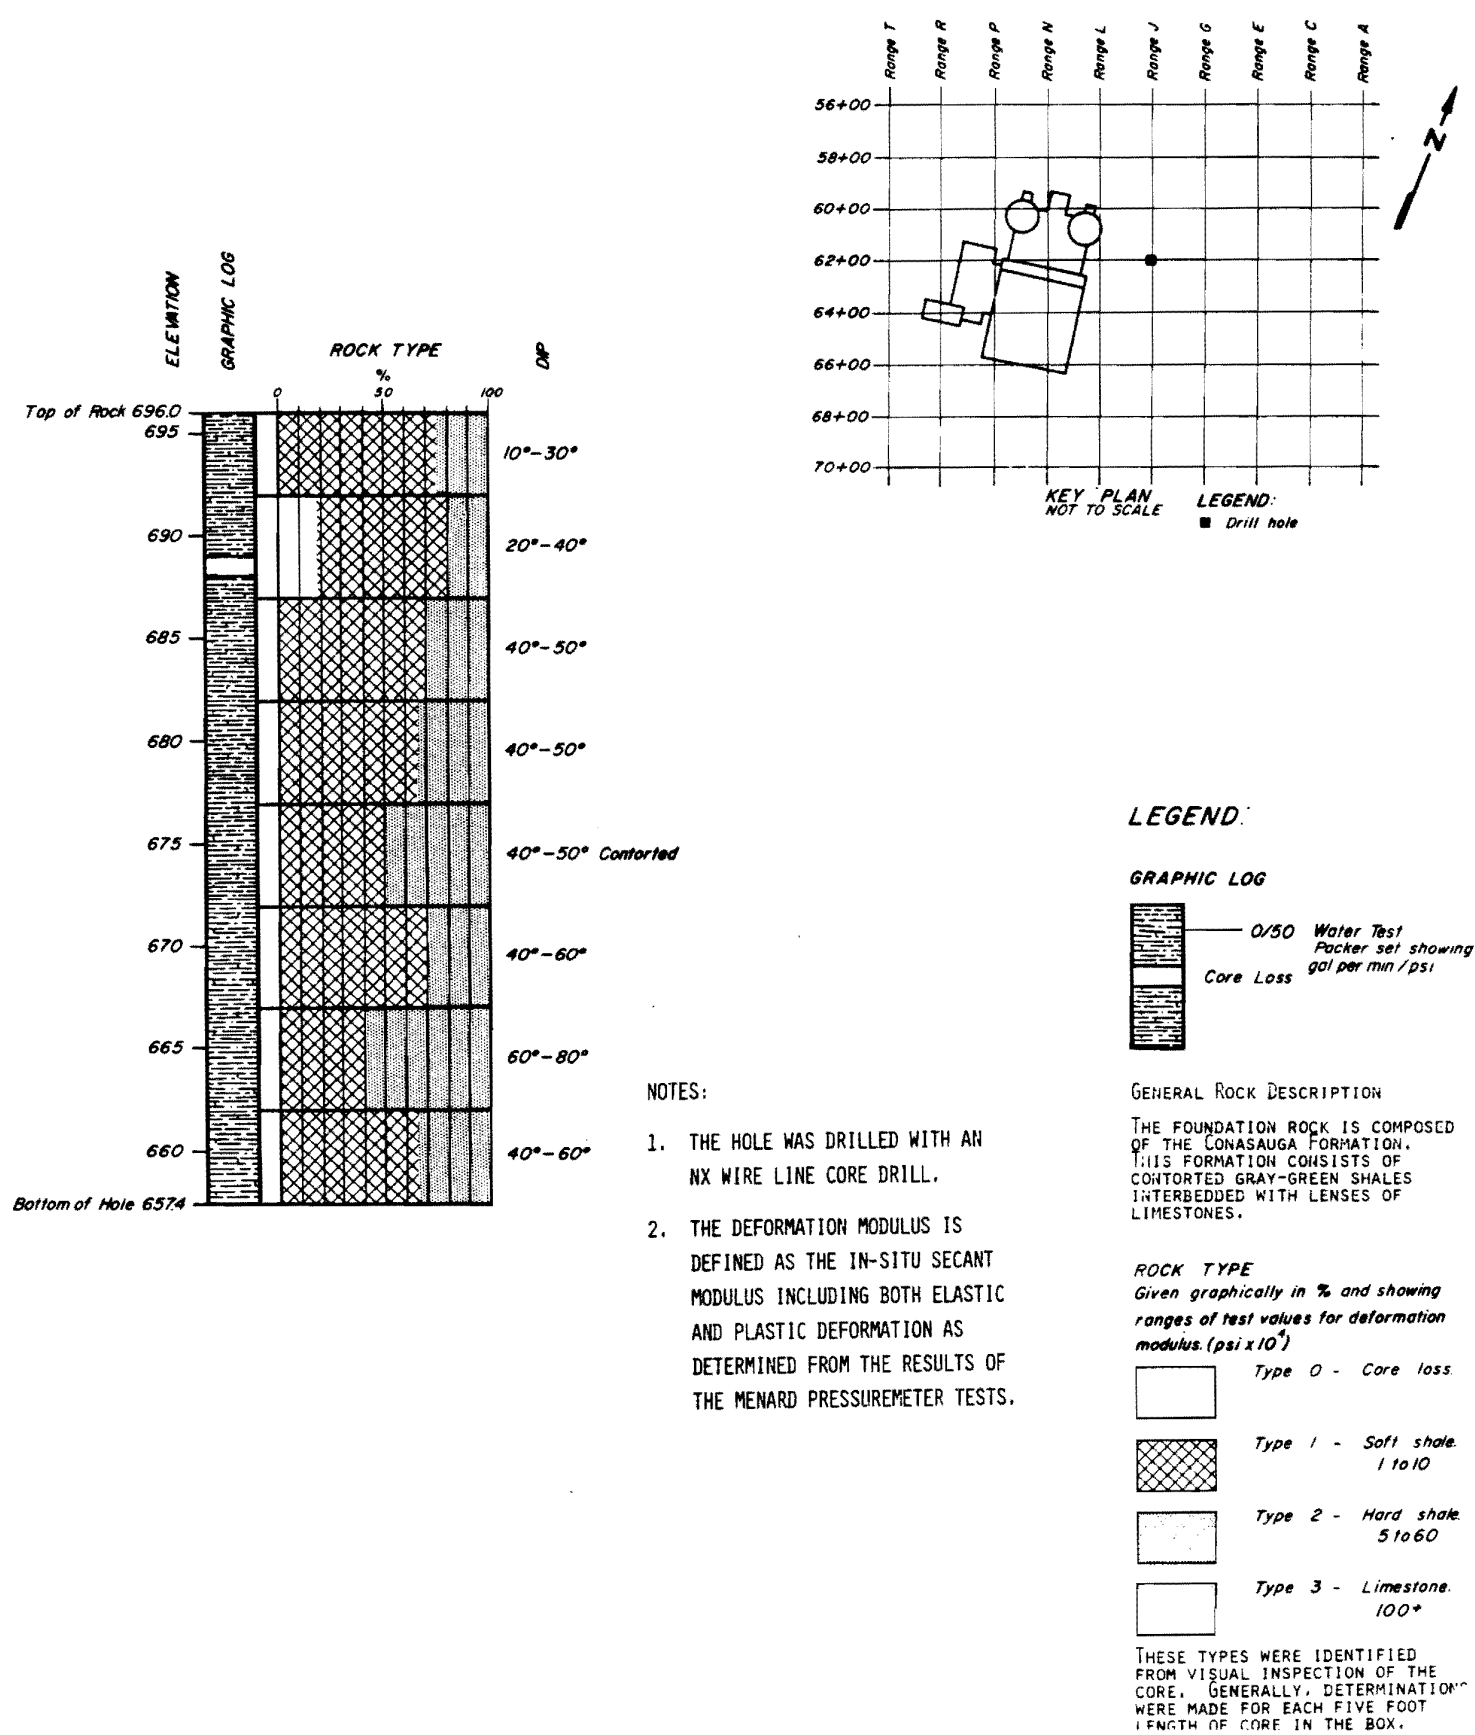 Range T
Range R
Range P
Range N
Range L
Range J
Range G
Range E
Range C
Range A
56+00
58+00
60+00
62+00
64+00
66+00
68+00
70+00
N
KEY PLAN
NOT TO SCALE
LEGEND:
Drill hole
ELEVATION
GRAPHIC LOG
ROCK TYPE
%
DIP
0
50
100
Top of Rock 696.0
695
10°-30°
690
20°-40°
685
40°-50°
680
40°-50°
675
40°-50° Contorted
670
40°-60°
665
60°-80°
660
40°-60°
Bottom of Hole 657.4
NOTES:
1. THE HOLE WAS DRILLED WITH AN
NX WIRE LINE CORE DRILL.
2. THE DEFORMATION MODULUS IS
DEFINED AS THE IN-SITU SECANT
MODULUS INCLUDING BOTH ELASTIC
AND PLASTIC DEFORMATION AS
DETERMINED FROM THE RESULTS OF
THE MENARD PRESSUREMETER TESTS.
LEGEND:
GRAPHIC LOG
0/50 Water Test
Packer set showing
gal per min/psi
Core Loss
GENERAL ROCK DESCRIPTION
THE FOUNDATION ROCK IS COMPOSED
OF THE CONASAUGA FORMATION.
THIS FORMATION CONSISTS OF
CONTORTED GRAY-GREEN SHALES
INTERBEDDED WITH LENSES OF
LIMESTONES.
ROCK TYPE
Given graphically in % and showing
ranges of test values for deformation
modulus. (psi x 10⁴)
Type 0 - Core loss.
Type 1 - Soft shale.
1 to 10
Type 2 - Hard shale.
5 to 60
Type 3 - Limestone.
100+
THESE TYPES WERE IDENTIFIED
FROM VISUAL INSPECTION OF THE
CORE. GENERALLY, DETERMINATIONS
WERE MADE FOR EACH FIVE FOOT
LENGTH OF CORE IN THE BOX.